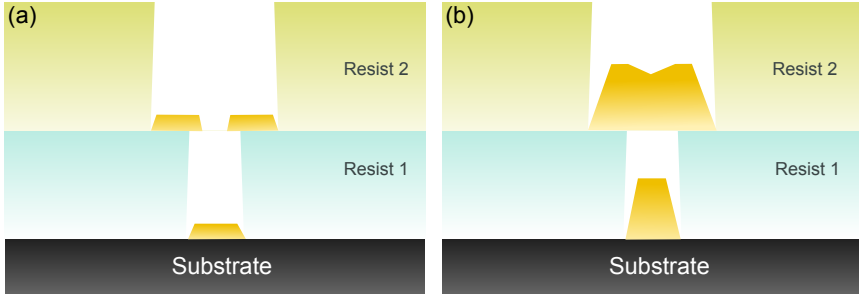 (a)
Resist 2
Resist 1
Substrate
(b)
Resist 2
Resist 1
Substrate